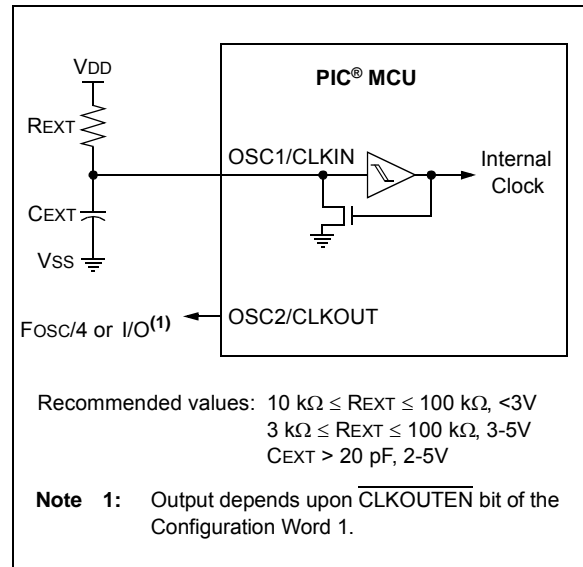 VDD
PIC® MCU
REXT
OSC1/CLKIN
Internal
Clock
CEXT
VSS
OSC2/CLKOUT
FOSC/4 or I/O(1)
Recommended values: 10 kΩ ≤ REXT ≤ 100 kΩ, <3V
3 kΩ ≤ REXT ≤ 100 kΩ, 3-5V
CEXT > 20 pF, 2-5V
Note 1: Output depends upon CLKOUTEN bit of the
Configuration Word 1.